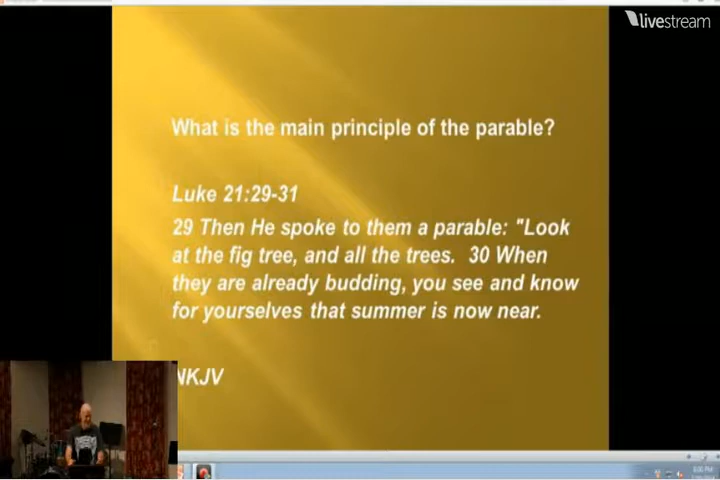 livestream
What is the main principle of the parable?
Luke 21:29-31
29 Then He spoke to them a parable: "Look
at the fig tree, and all the trees.  30 When
they are already budding, you see and know
for yourselves that summer is now near.
NKJV